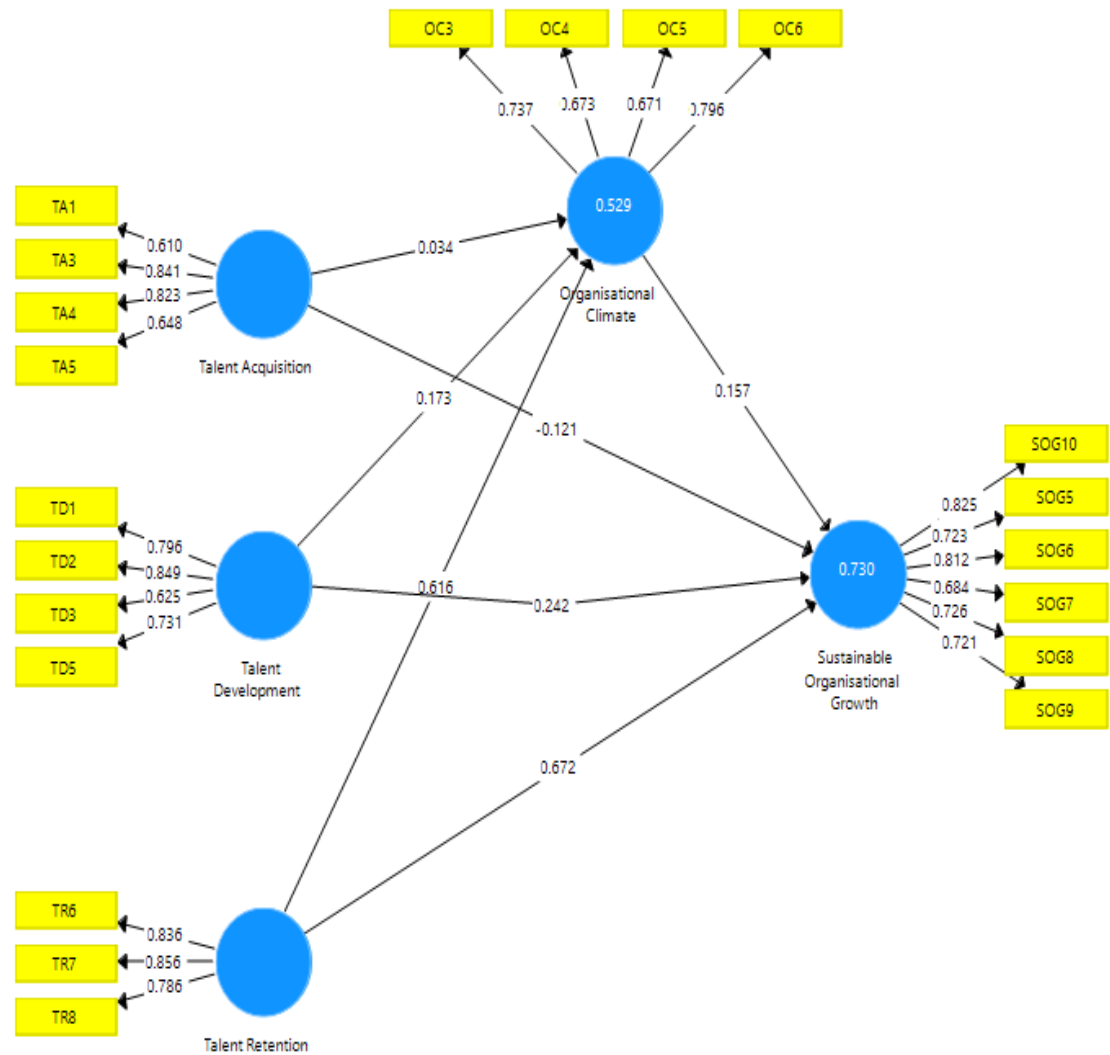 OC3
OC4
OC5
OC6
0.737
0.673
0.671
0.796
0.529
Organisational
Climate
TA1
TA3
TA4
TA5
0.610
0.841
0.823
0.648
Talent Acquisition
0.034
0.173
-0.121
0.157
TD1
TD2
TD3
TD5
0.796
0.849
0.625
0.731
Talent
Development
0.616
0.242
0.672
SOG10
SOG5
SOG6
SOG7
SOG8
SOG9
0.825
0.723
0.812
0.684
0.726
0.721
0.730
Sustainable
Organisational
Growth
TR6
TR7
TR8
0.836
0.856
0.786
Talent Retention